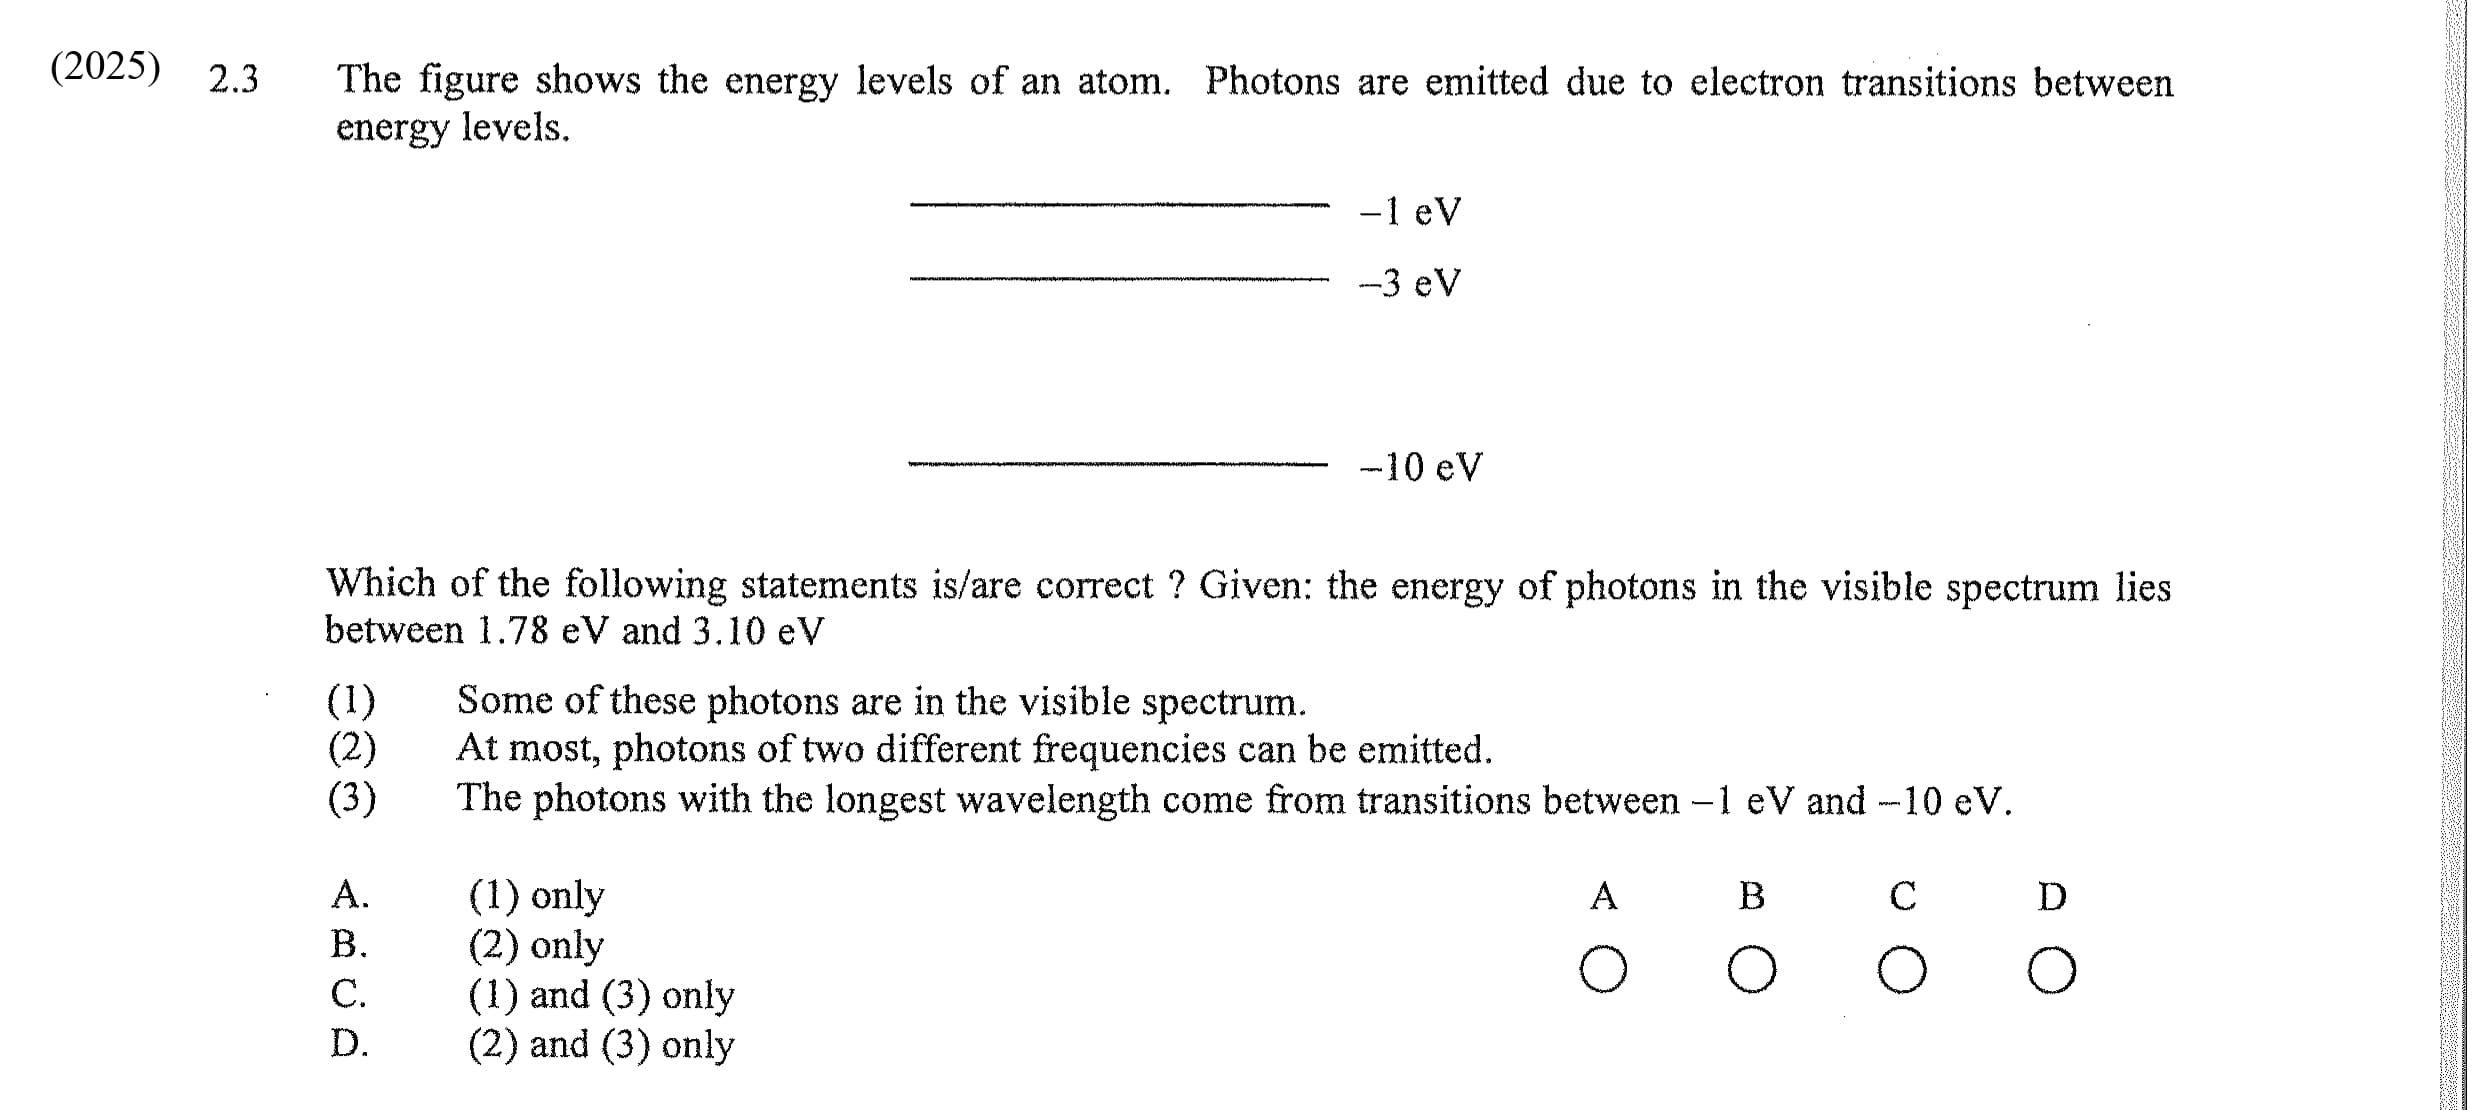 (2025) 2.3 The figure shows the energy levels of an atom. Photons are emitted due to electron transitions between
energy levels.
−1 eV
−3 eV
−10 eV
Which of the following statements is/are correct ? Given: the energy of photons in the visible spectrum lies
between 1.78 eV and 3.10 eV
(1) Some of these photons are in the visible spectrum.
(2) At most, photons of two different frequencies can be emitted.
(3) The photons with the longest wavelength come from transitions between −1 eV and −10 eV.
A. (1) only
B. (2) only
C. (1) and (3) only
D. (2) and (3) only
A B C D